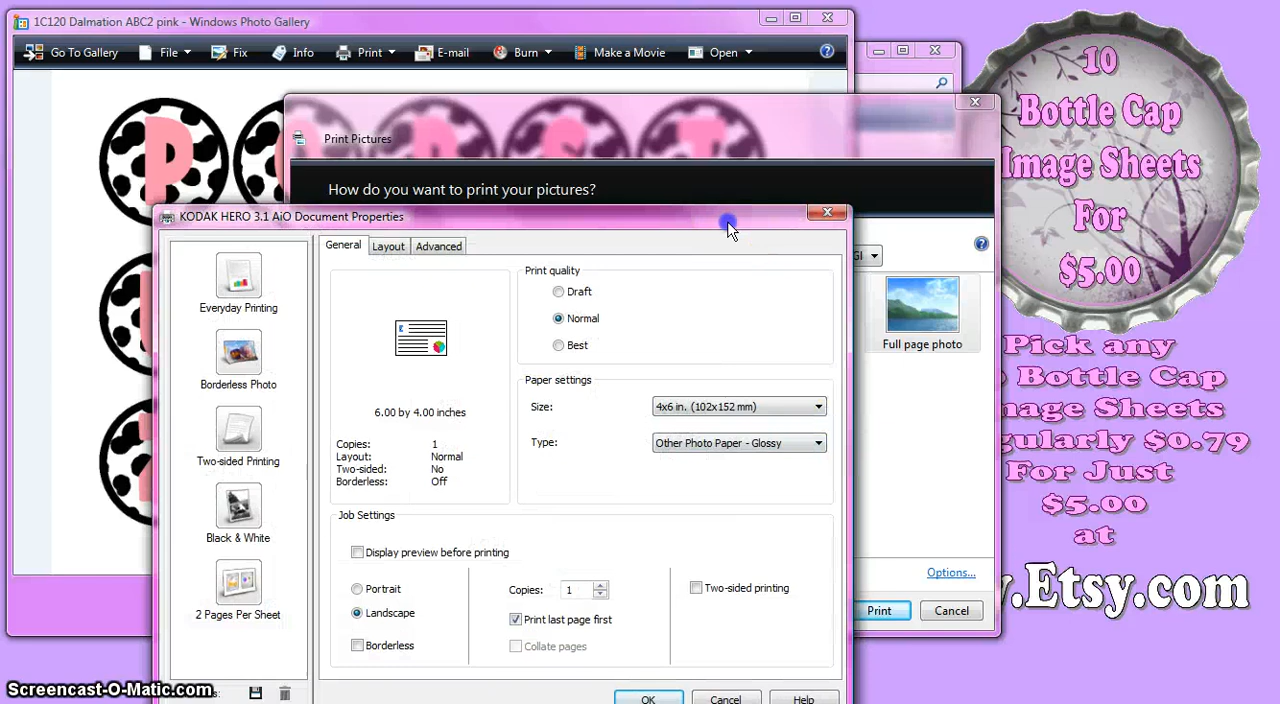 1C120 Dalmation ABC2 pink - Windows Photo Gallery
Go To Gallery File Fix Info Print E-mail Burn Make a Movie Open
P
Print Pictures
How do you want to print your pictures?
KODAK HERO 3.1 AiO Document Properties
General Layout Advanced
Everyday Printing
Borderless Photo
Two-sided Printing
Black & White
2 Pages Per Sheet
6.00 by 4.00 inches
Copies: 1
Layout: Normal
Two-sided: No
Borderless: Off
Print quality
Draft
Normal
Best
Paper settings
Size: 4x6 in. (102x152 mm)
Type: Other Photo Paper - Glossy
Job Settings
Display preview before printing
Portrait
Landscape
Borderless
Copies: 1
Print last page first
Collate pages
Two-sided printing
OK Cancel Help
Full page photo
Options...
Print Cancel
10
Bottle Cap
Image Sheets
For
$5.00
Pick any
Bottle Cap
mage Sheets
gularly $0.79
For Just
$5.00
at
.Etsy.com
Screencast-O-Matic.com